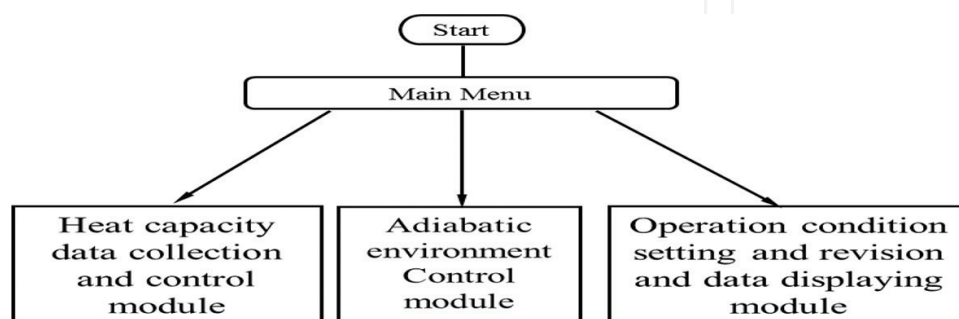 Start
Main Menu
Heat capacity
data collection
and control
module
Adiabatic
environment
Control
module
Operation condition
setting and revision
and data displaying
module